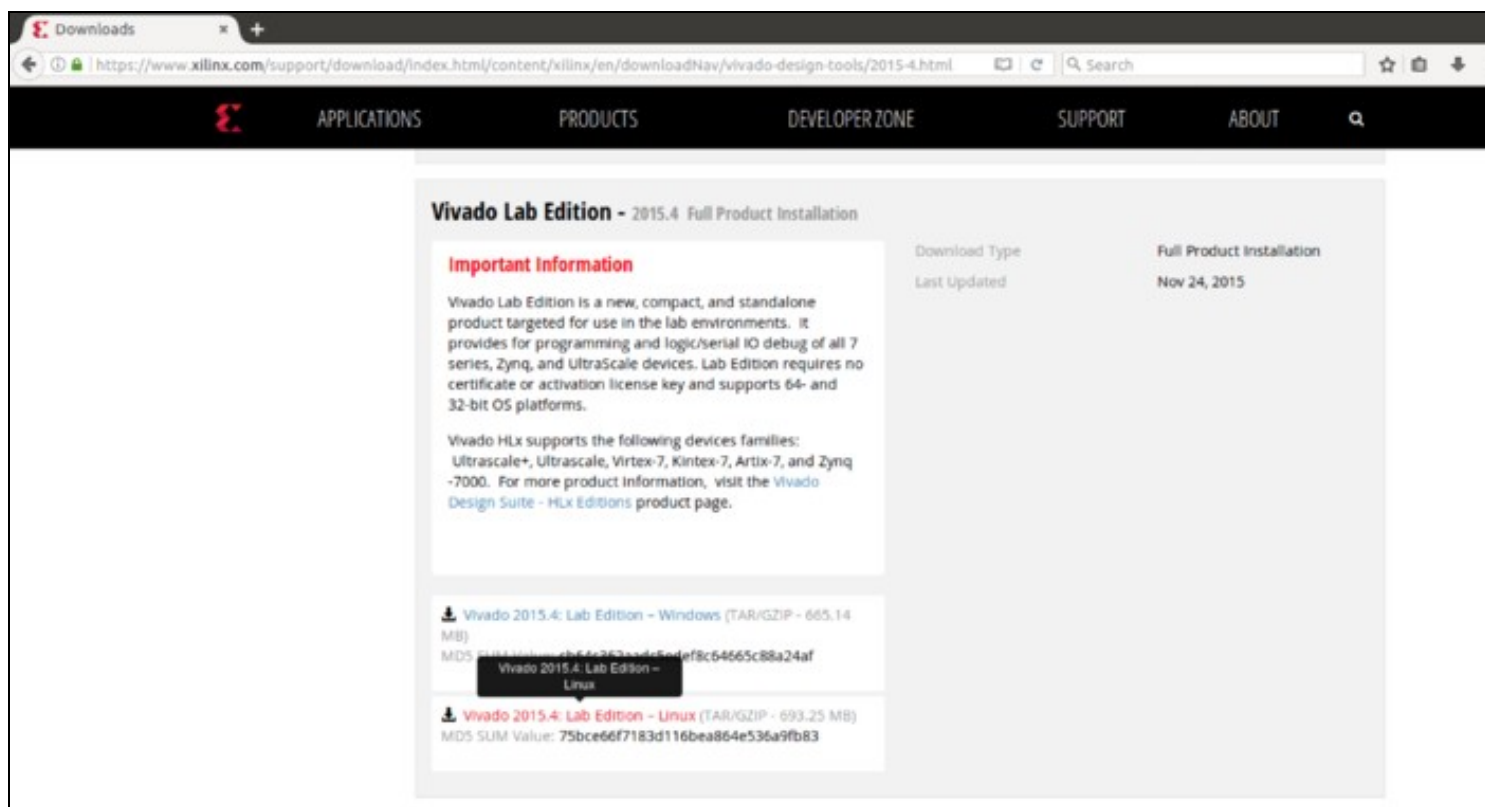 Downloads
https://www.xilinx.com/support/download/index.html/content/xilinx/en/downloadNav/vivado-design-tools/2015-4.html
Search
APPLICATIONS PRODUCTS DEVELOPER ZONE SUPPORT ABOUT
Vivado Lab Edition - 2015.4 Full Product Installation
Important Information
Vivado Lab Edition is a new, compact, and standalone
product targeted for use in the lab environments. It
provides for programming and logic/serial IO debug of all 7
series, Zynq, and UltraScale devices. Lab Edition requires no
certificate or activation license key and supports 64- and
32-bit OS platforms.
Vivado HLx supports the following devices families:
Ultrascale+, Ultrascale, Virtex-7, Kintex-7, Artix-7, and Zynq
-7000. For more product information, visit the Vivado
Design Suite - HLx Editions product page.
Download Type Full Product Installation
Last Updated Nov 24, 2015
Vivado 2015.4: Lab Edition – Windows (TAR/GZIP - 665.14
MB)
MD5
Vivado 2015.4: Lab Edition –
Linux
Vivado 2015.4: Lab Edition – Linux (TAR/GZIP - 693.25 MB)
MD5 SUM Value: 75bce66f7183d116bea864e536a9fb83